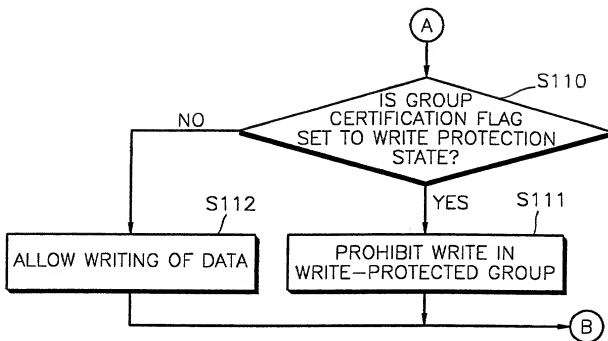 A
S110
IS GROUP
CERTIFICATION FLAG
SET TO WRITE PROTECTION
STATE?
NO
YES
S112
S111
ALLOW WRITING OF DATA
PROHIBIT WRITE IN
WRITE-PROTECTED GROUP
B